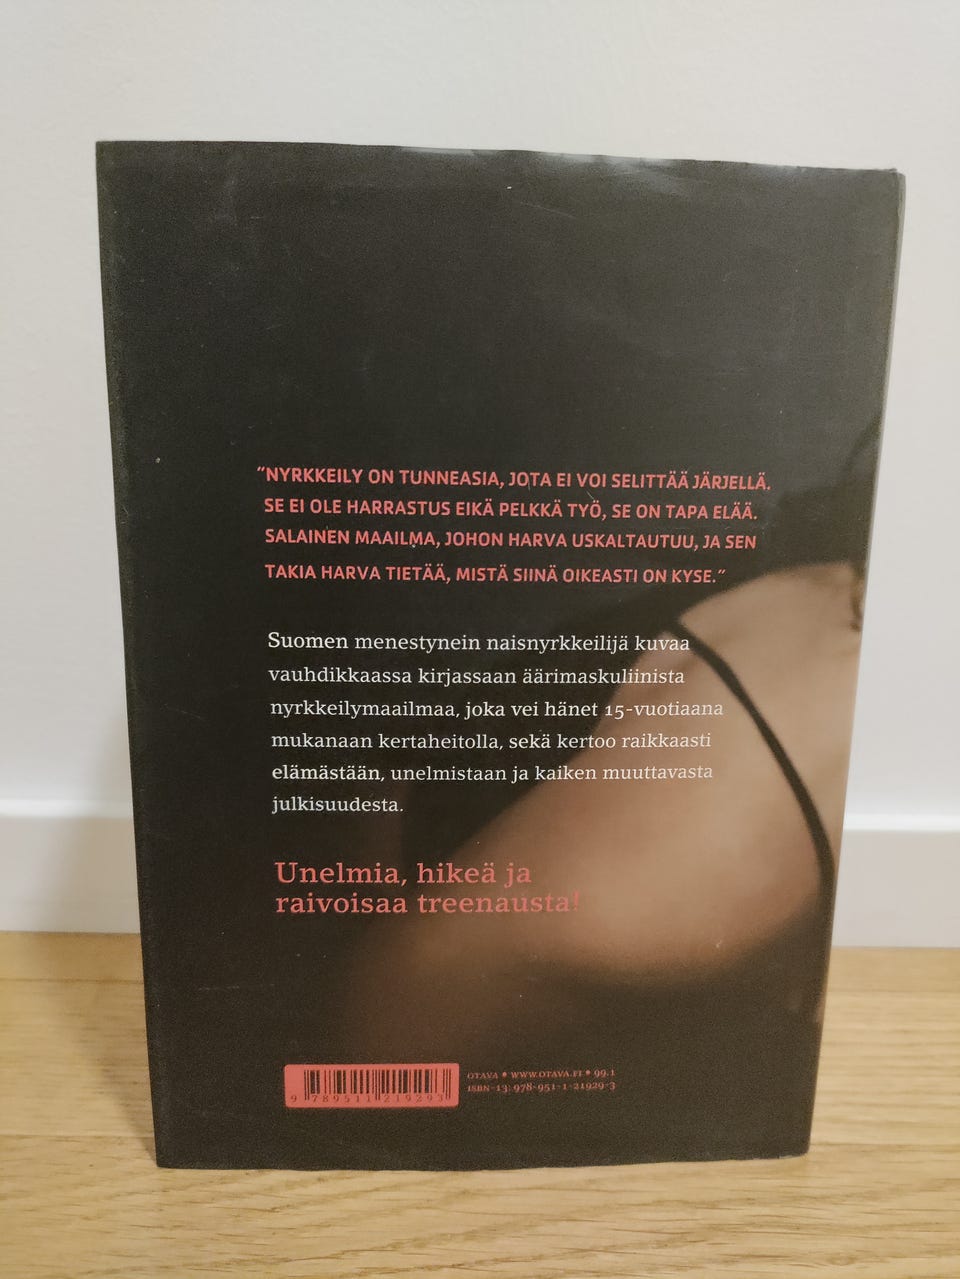 "NYRKKEILY ON TUNNEASIA, JOTA EI VOI SELITTÄÄ JÄRJELLÄ.
SE EI OLE HARRASTUS EIKÄ PELKKÄ TYÖ, SE ON TAPA ELÄÄ.
SALAINEN MAAILMA, JOHON HARVA USKALTAUTUU, JA SEN
TAKIA HARVA TIETÄÄ, MISTÄ SIINÄ OIKEASTI ON KYSE."
Suomen menestynein naisnyrkkeilijä kuvaa
vauhdikkaassa kirjassaan äärimaskuliinista
nyrkkeilymaailmaa, joka vei hänet 15-vuotiaana
mukanaan kertaheitolla, sekä kertoo raikkaasti
elämästään, unelmistaan ja kaiken muuttavasta
julkisuudesta.
Unelmia, hikeä ja
raivoisaa treenausta!
OTAVA • WWW.OTAVA.FI • 99.1
ISBN-13: 978-951-1-21929-3
9 789511 219293